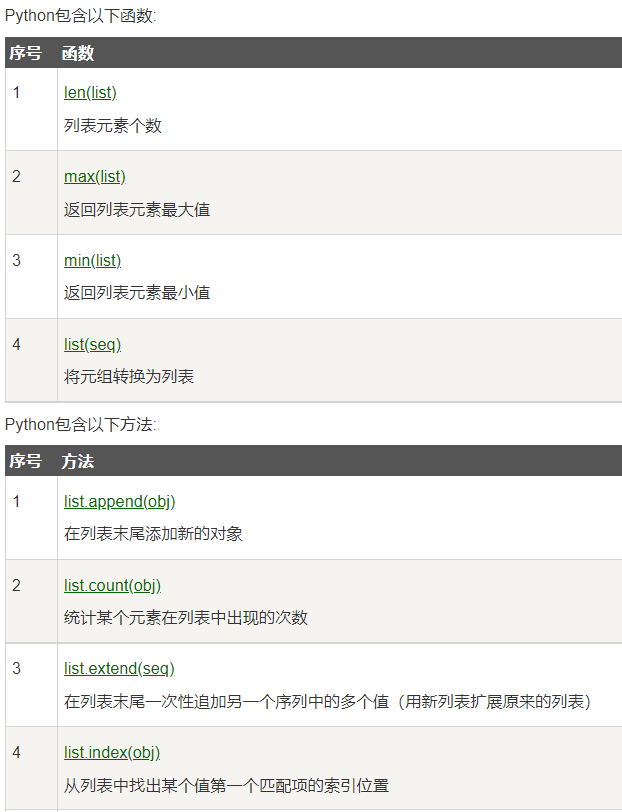 Python包含以下函数:
序号 函数
1 len(list)
列表元素个数
2 max(list)
返回列表元素最大值
3 min(list)
返回列表元素最小值
4 list(seq)
将元组转换为列表
Python包含以下方法:
序号 方法
1 list.append(obj)
在列表末尾添加新的对象
2 list.count(obj)
统计某个元素在列表中出现的次数
3 list.extend(seq)
在列表末尾一次性追加另一个序列中的多个值（用新列表扩展原来的列表）
4 list.index(obj)
从列表中找出某个值第一个匹配项的索引位置